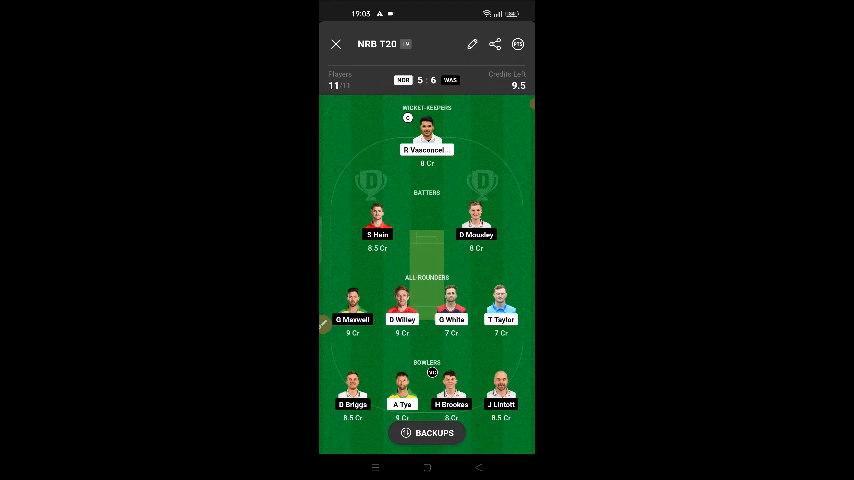 19:03
NRB T20
PTS
Players
Credits Left
11/11
NOR 5 : 6 WAS
9.5
WICKET-KEEPERS
C
R Vasconcel...
8 Cr
BATTERS
S Hain
D Mousley
8.5 Cr
8 Cr
ALL-ROUNDERS
G Maxwell
D Willey
G White
T Taylor
9 Cr
9 Cr
7 Cr
7 Cr
BOWLERS
VC
D Briggs
A Tye
H Brookes
J Lintott
8.5 Cr
9 Cr
8 Cr
8.5 Cr
BACKUPS